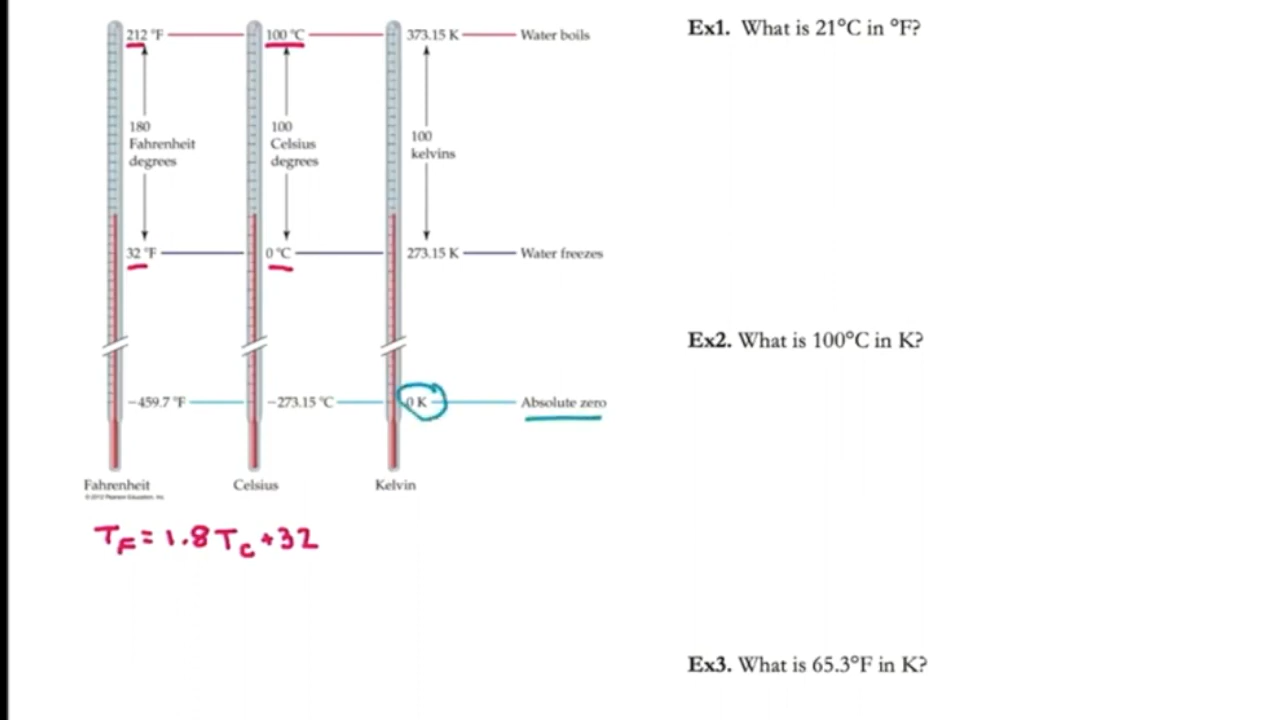 212 °F
100 °C
373.15 K
Water boils
180
Fahrenheit
degrees
100
Celsius
degrees
100
kelvins
32 °F
0 °C
273.15 K
Water freezes
-459.7 °F
-273.15 °C
0 K
Absolute zero
Fahrenheit
Celsius
Kelvin
TF = 1.8 TC + 32
Ex1. What is 21°C in °F?
Ex2. What is 100°C in K?
Ex3. What is 65.3°F in K?